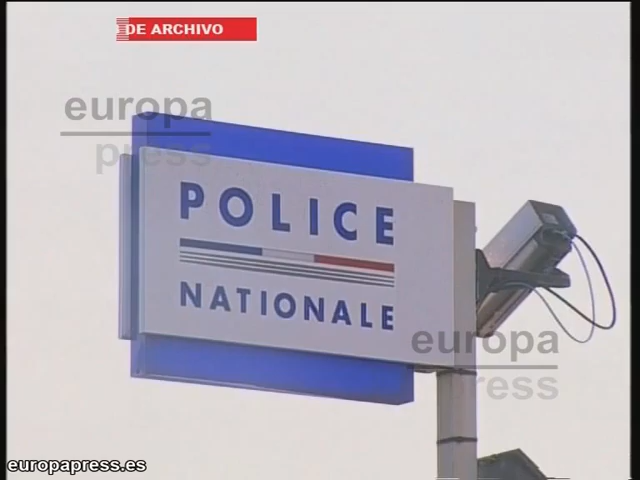 DE ARCHIVO
europa
press
POLICE
NATIONALE
europa
press
europapress.es